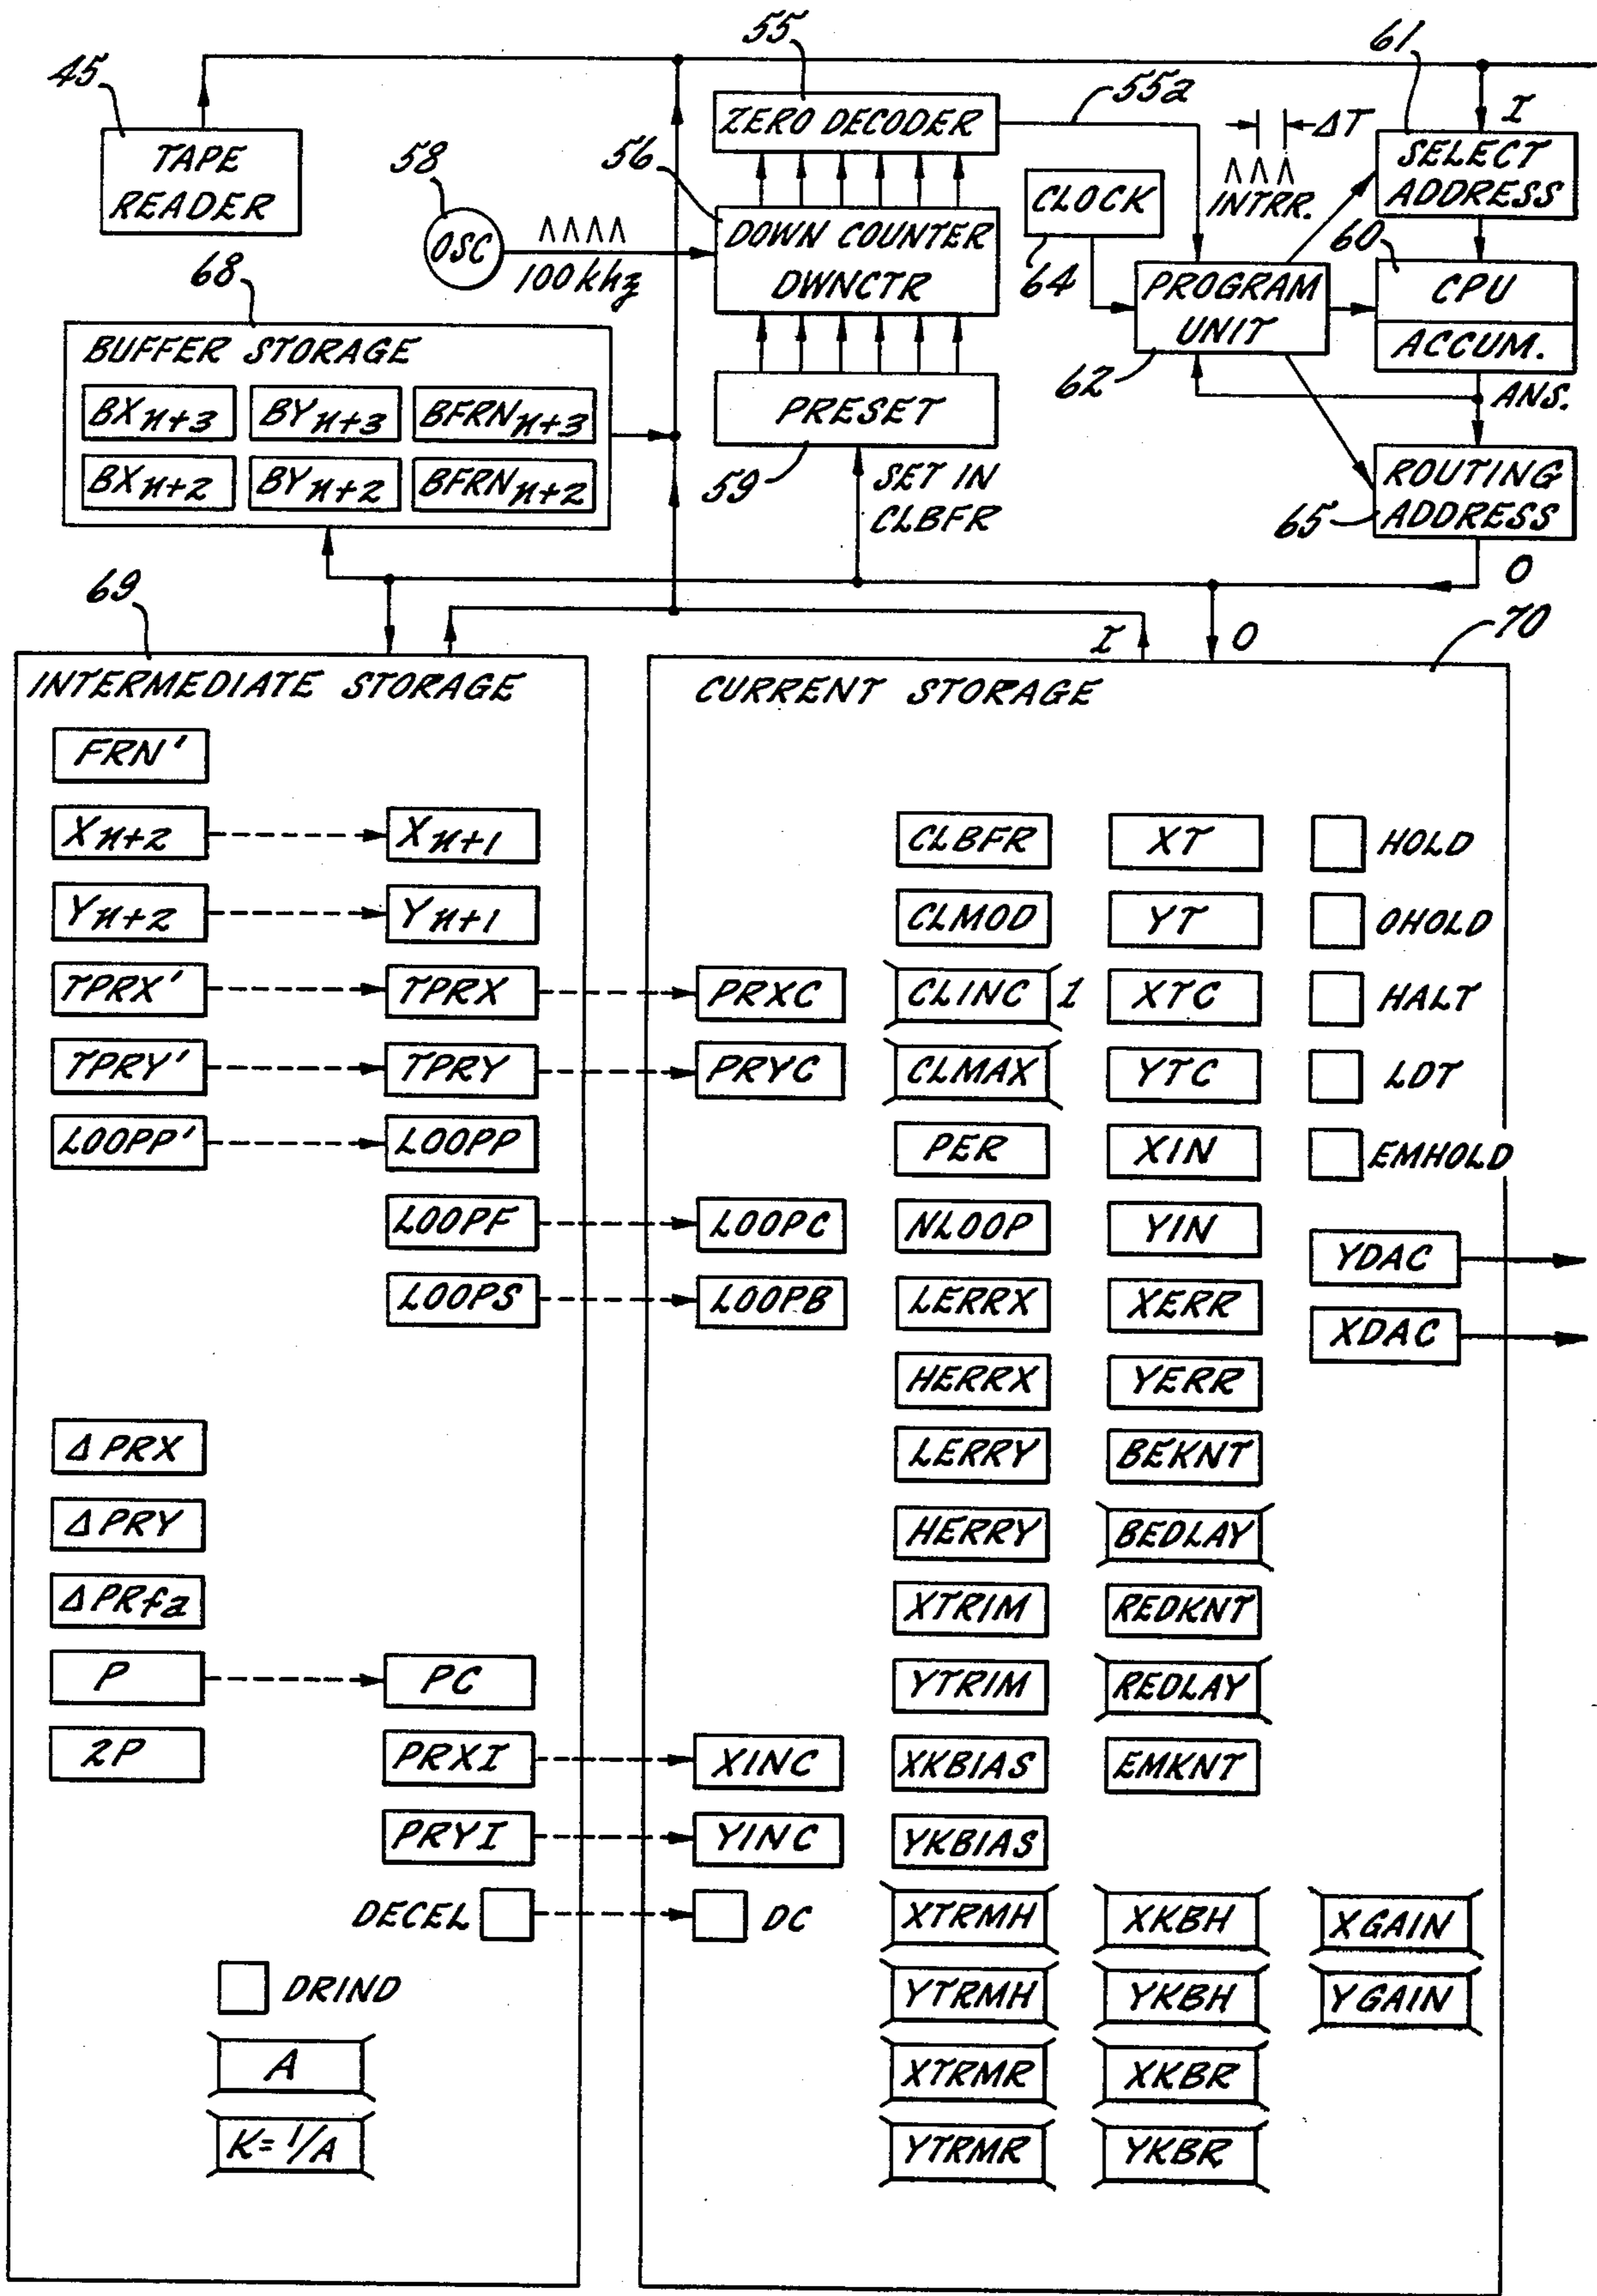 45
TAPE
READER
55
ZERO DECODER
55a
58
OSC
100 khz
56
DOWN COUNTER
DWNCTR
PRESET
59
SET IN
CLBFR
CLOCK
64
ΔT
INTRR.
PROGRAM
UNIT
62
61
I
SELECT
ADDRESS
60
CPU
ACCUM.
ANS.
ROUTING
ADDRESS
65
O
68
BUFFER STORAGE
BXn+3 BYn+3 BFRNn+3
BXn+2 BYn+2 BFRNn+2
69
I O
70
INTERMEDIATE STORAGE
FRN'
Xn+2 Xn+1
Yn+2 Yn+1
TPRX' TPRX
TPRY' TPRY
LOOPP' LOOPP
LOOPF
LOOPS
ΔPRX
ΔPRY
ΔPRfa
P PC
2P PRXI
PRYI
DECEL
DRIND
A
K=1/A
CURRENT STORAGE
CLBFR XT HOLD
CLMOD YT OHOLD
PRXC CLINC 1 XTC HALT
PRYC CLMAX YTC LDT
PER XIN EMHOLD
LOOPC NLOOP YIN YDAC
LOOPB LERRX XERR XDAC
HERRX YERR
LERRY BEKNT
HERRY BEDLAY
XTRIM REDKNT
YTRIM REDLAY
XINC XKBIAS EMKNT
YINC YKBIAS
DC XTRMH XKBH XGAIN
YTRMH YKBH YGAIN
XTRMR XKBR
YTRMR YKBR